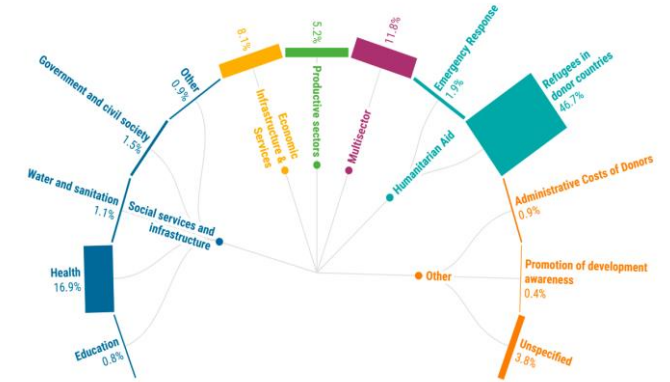 8.1%
5.2%
11.8%
Emergency Response
1.9%
Refugees in
donor countries
46.7%
Other
0.9%
Government and civil society
1.5%
Economic
Infrastructure &
Services
Productive sectors
Multisector
Humanitarian Aid
Water and sanitation
1.1%
Social services and
infrastructure
Administrative Costs of Donors
0.9%
Health
16.9%
Other
Promotion of development
awareness
0.4%
Education
0.8%
Unspecified
3.8%